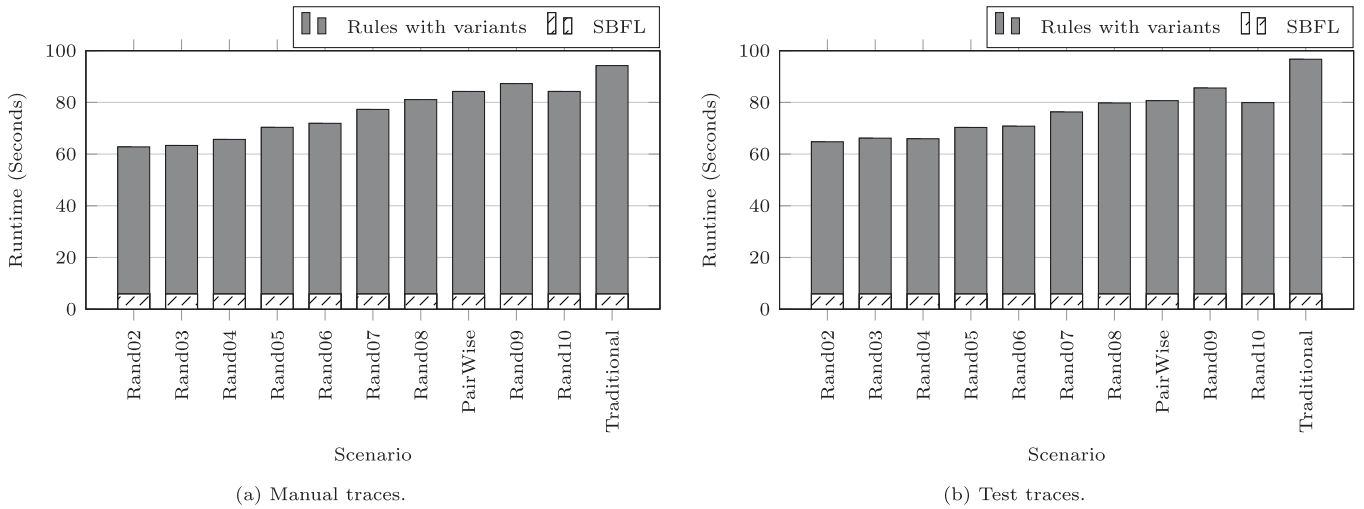 Rules with variants SBFL
Runtime (Seconds)
100
80
60
40
20
0
Rand02
Rand03
Rand04
Rand05
Rand06
Rand07
Rand08
PairWise
Rand09
Rand10
Traditional
Scenario
(a) Manual traces.
Rules with variants SBFL
Runtime (Seconds)
100
80
60
40
20
0
Rand02
Rand03
Rand04
Rand05
Rand06
Rand07
Rand08
PairWise
Rand09
Rand10
Traditional
Scenario
(b) Test traces.